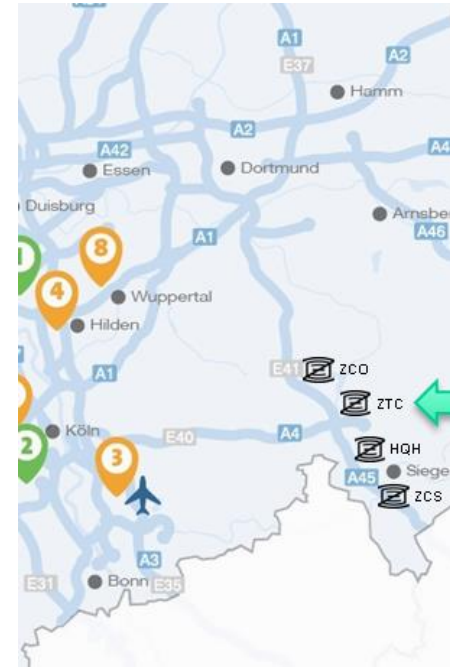 A1
A2
E37
Hamm
A2
A42
A4
Essen
Dortmund
Duisburg
Arnsbe
A46
A1
8
4
Wuppertal
Hilden
E41
ZCO
A1
ZTC
Köln
E40
A4
HQH
2
3
A45
Siege
ZCS
A3
E31
Bonn
E35